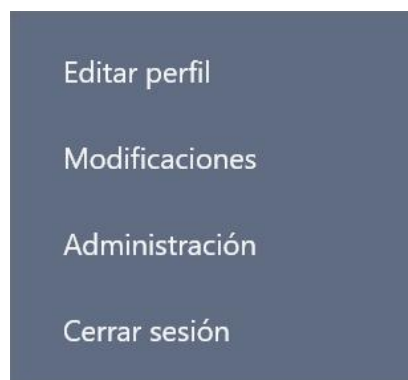 Editar perfil
Modificaciones
Administración
Cerrar sesión